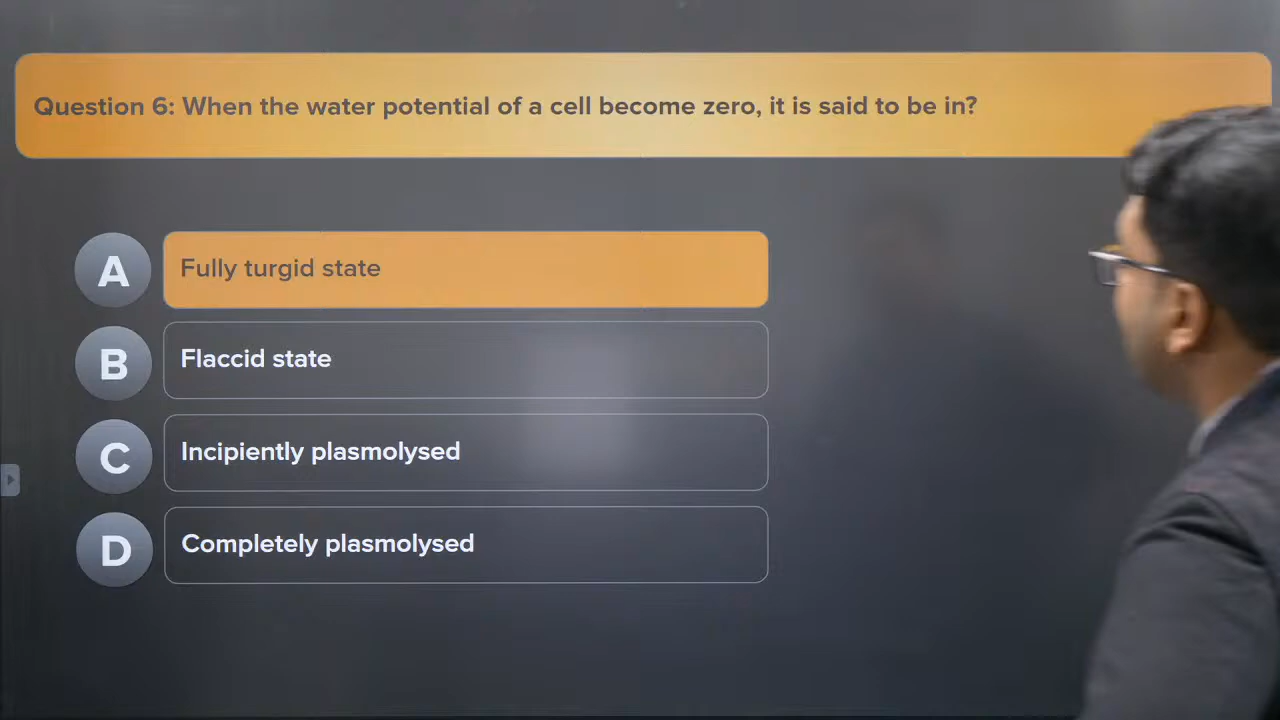 Question 6: When the water potential of a cell become zero, it is said to be in?
A
Fully turgid state
B
Flaccid state
C
Incipiently plasmolysed
D
Completely plasmolysed